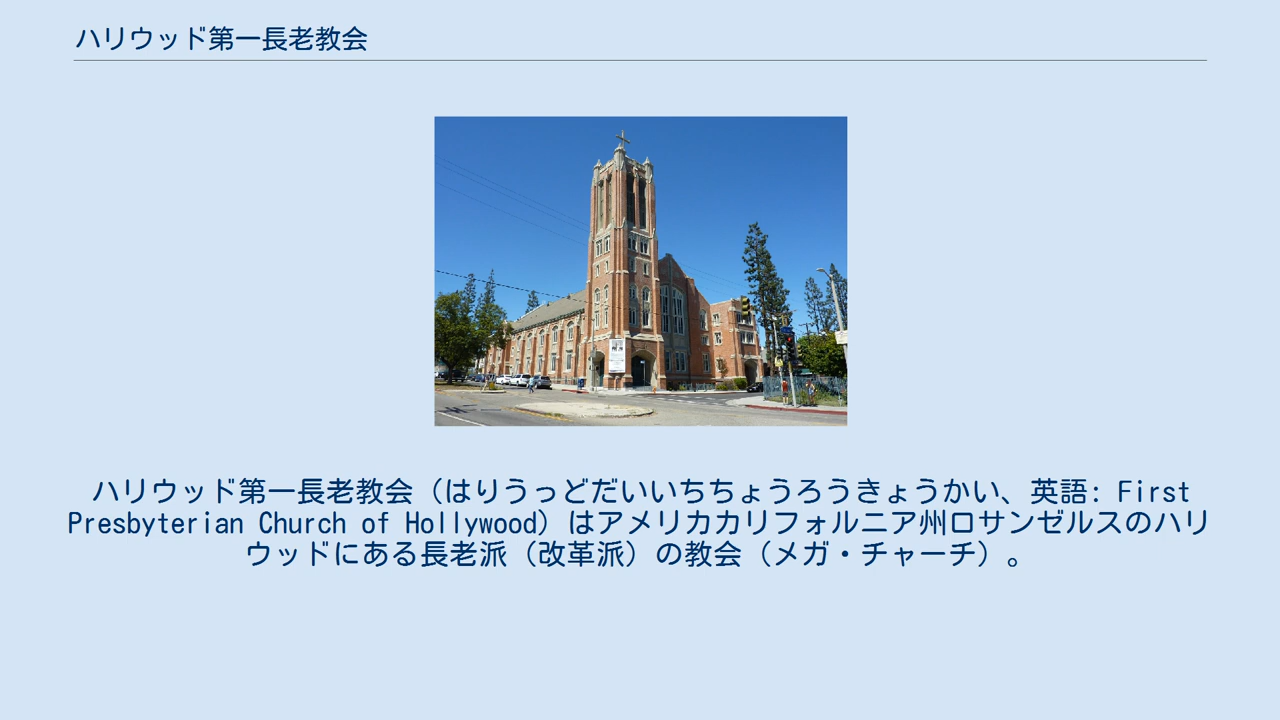 ハリウッド第一長老教会
ハリウッド第一長老教会（はりうっどだいいちちょうろうきょうかい、英語: First
Presbyterian Church of Hollywood）はアメリカカリフォルニア州ロサンゼルスのハリ
ウッドにある長老派（改革派）の教会（メガ・チャーチ）。